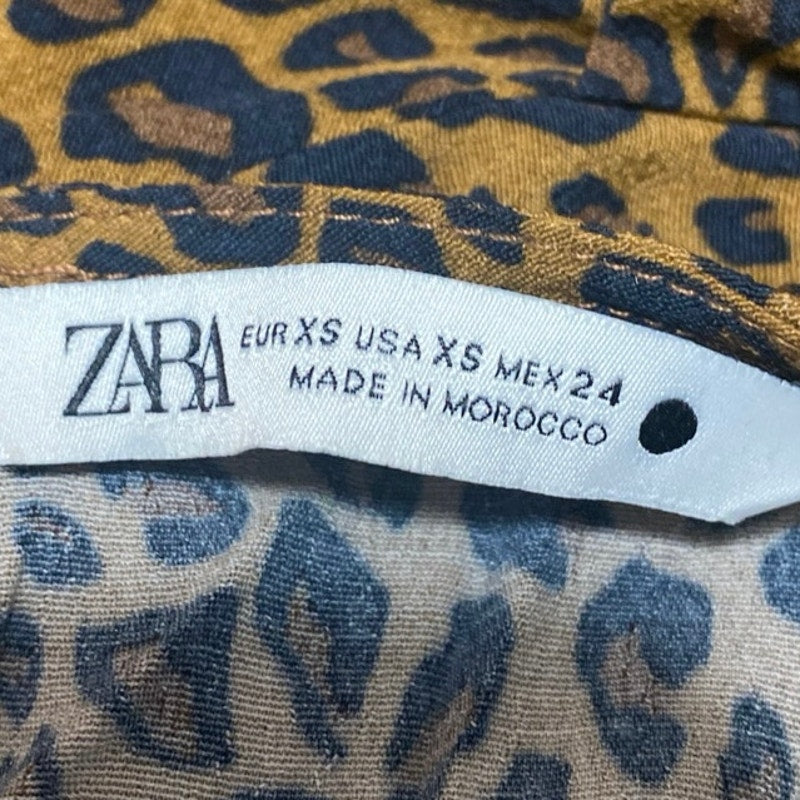 ZARA EUR XS USA XS MEX 24
MADE IN MOROCCO